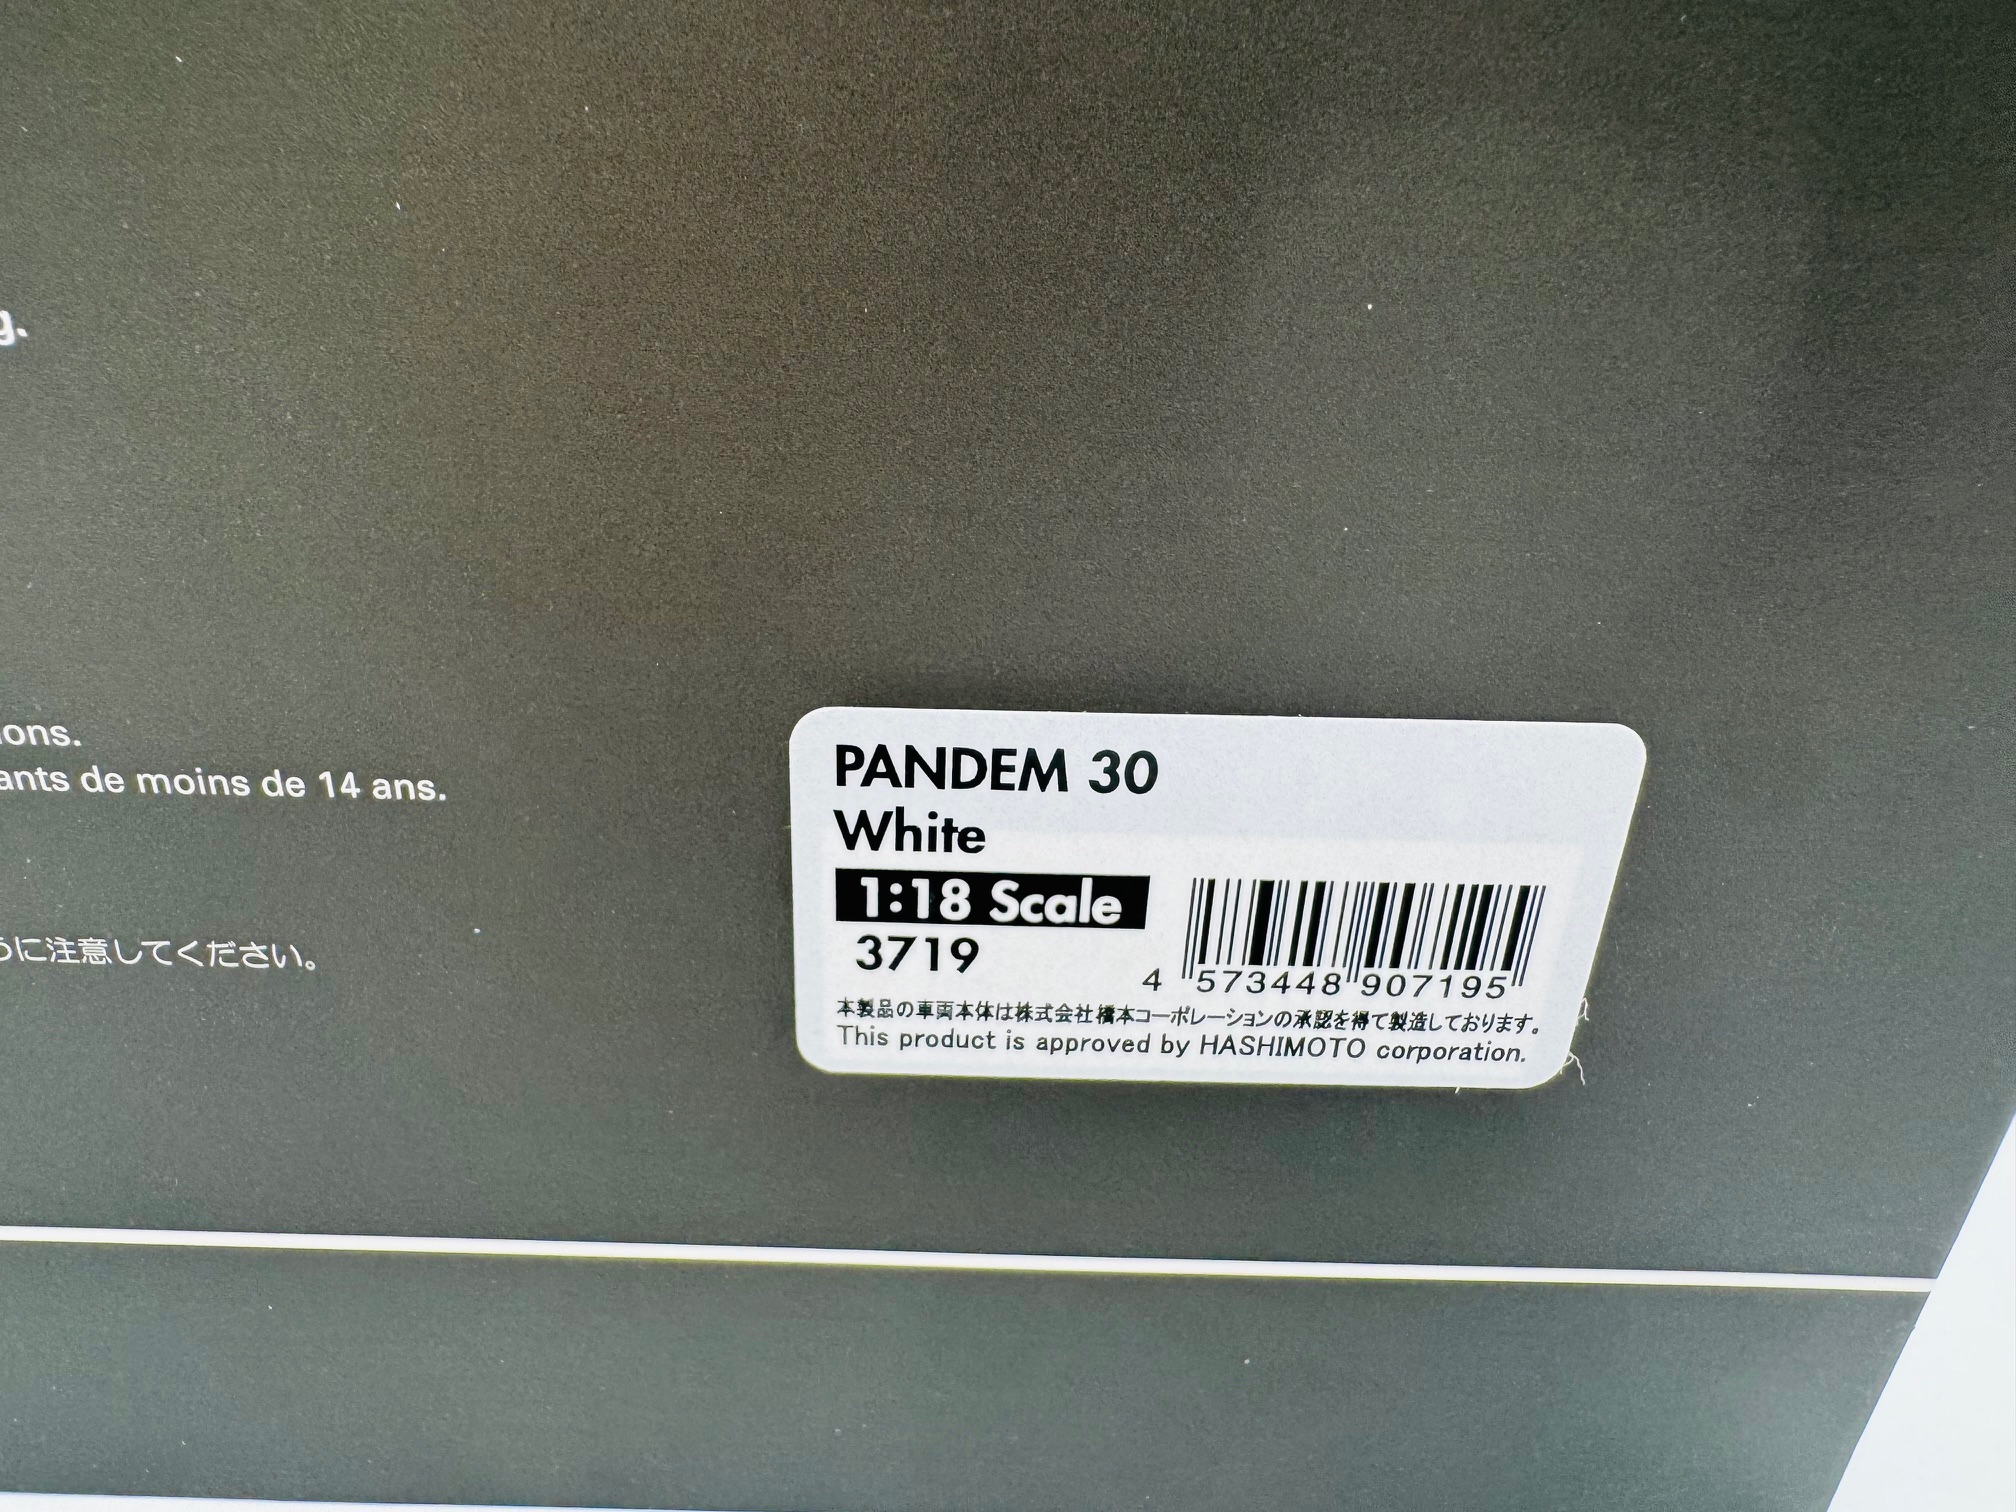 g.
ons.
ants de moins de 14 ans.
うに注意してください。
PANDEM 30
White
1:18 Scale
3719
4 573448 907195
本製品の車両本体は株式会社橋本コーポレーションの承認を得て製造しております。
This product is approved by HASHIMOTO corporation.